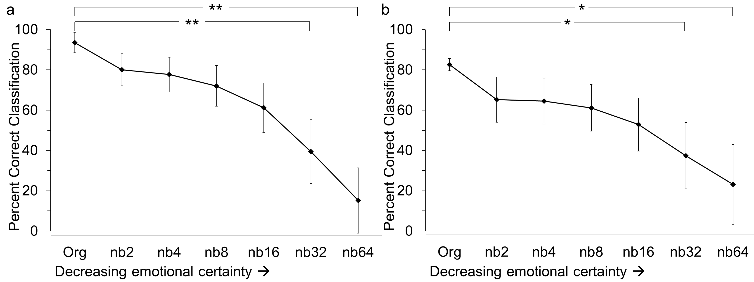 a
**
**
Percent Correct Classification
100
80
60
40
20
0
Org nb2 nb4 nb8 nb16 nb32 nb64
Decreasing emotional certainty →
b
*
*
Percent Correct Classification
100
80
60
40
20
0
Org nb2 nb4 nb8 nb16 nb32 nb64
Decreasing emotional certainty →